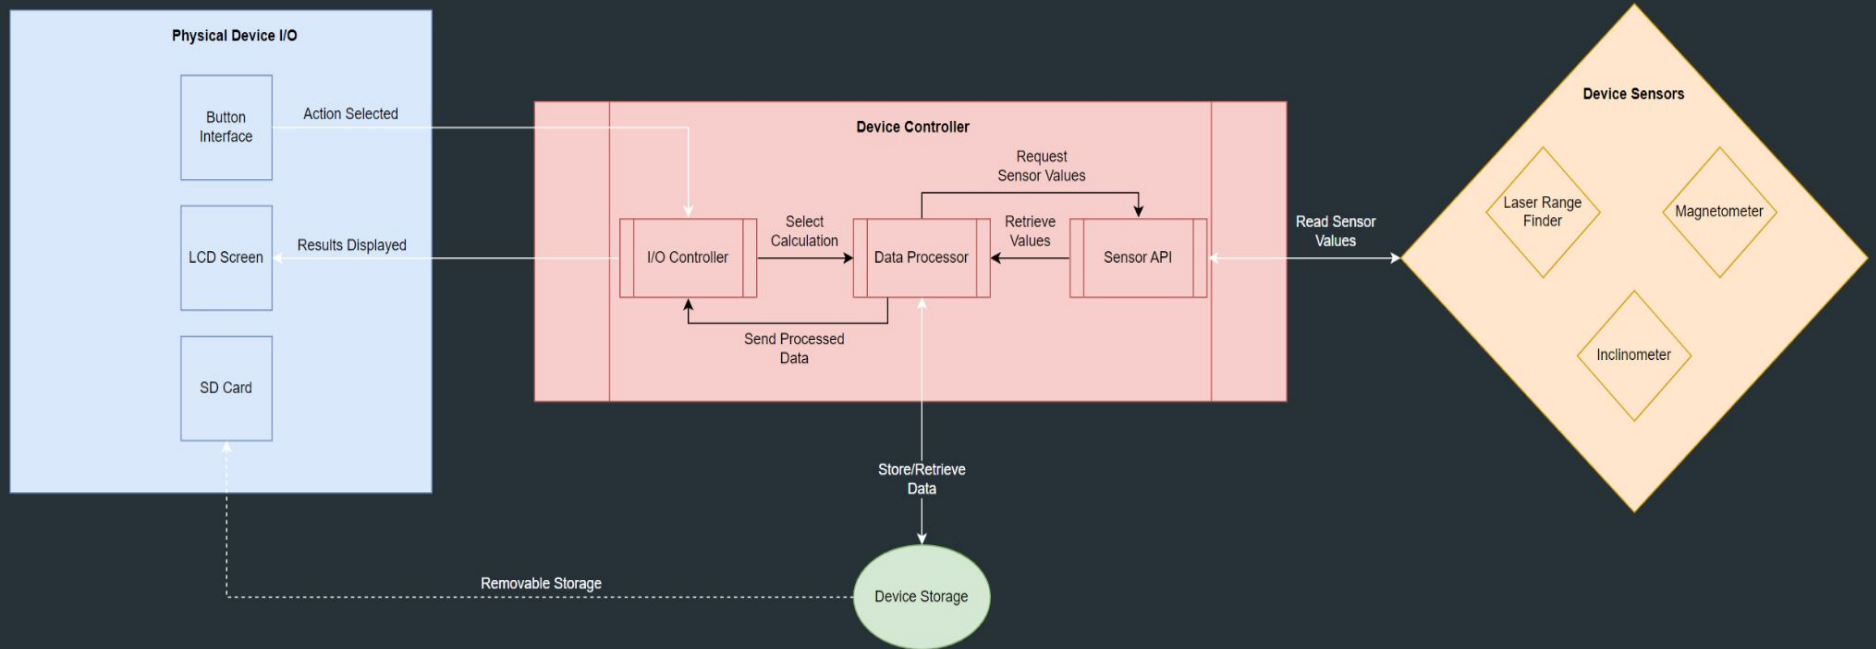 Physical Device I/O
Button
Interface
Action Selected
LCD Screen
Results Displayed
SD Card
Device Controller
Request
Sensor Values
I/O Controller
Select
Calculation
Data Processor
Retrieve
Values
Sensor API
Send Processed
Data
Read Sensor
Values
Device Sensors
Laser Range
Finder
Magnetometer
Inclinometer
Store/Retrieve
Data
Removable Storage
Device Storage